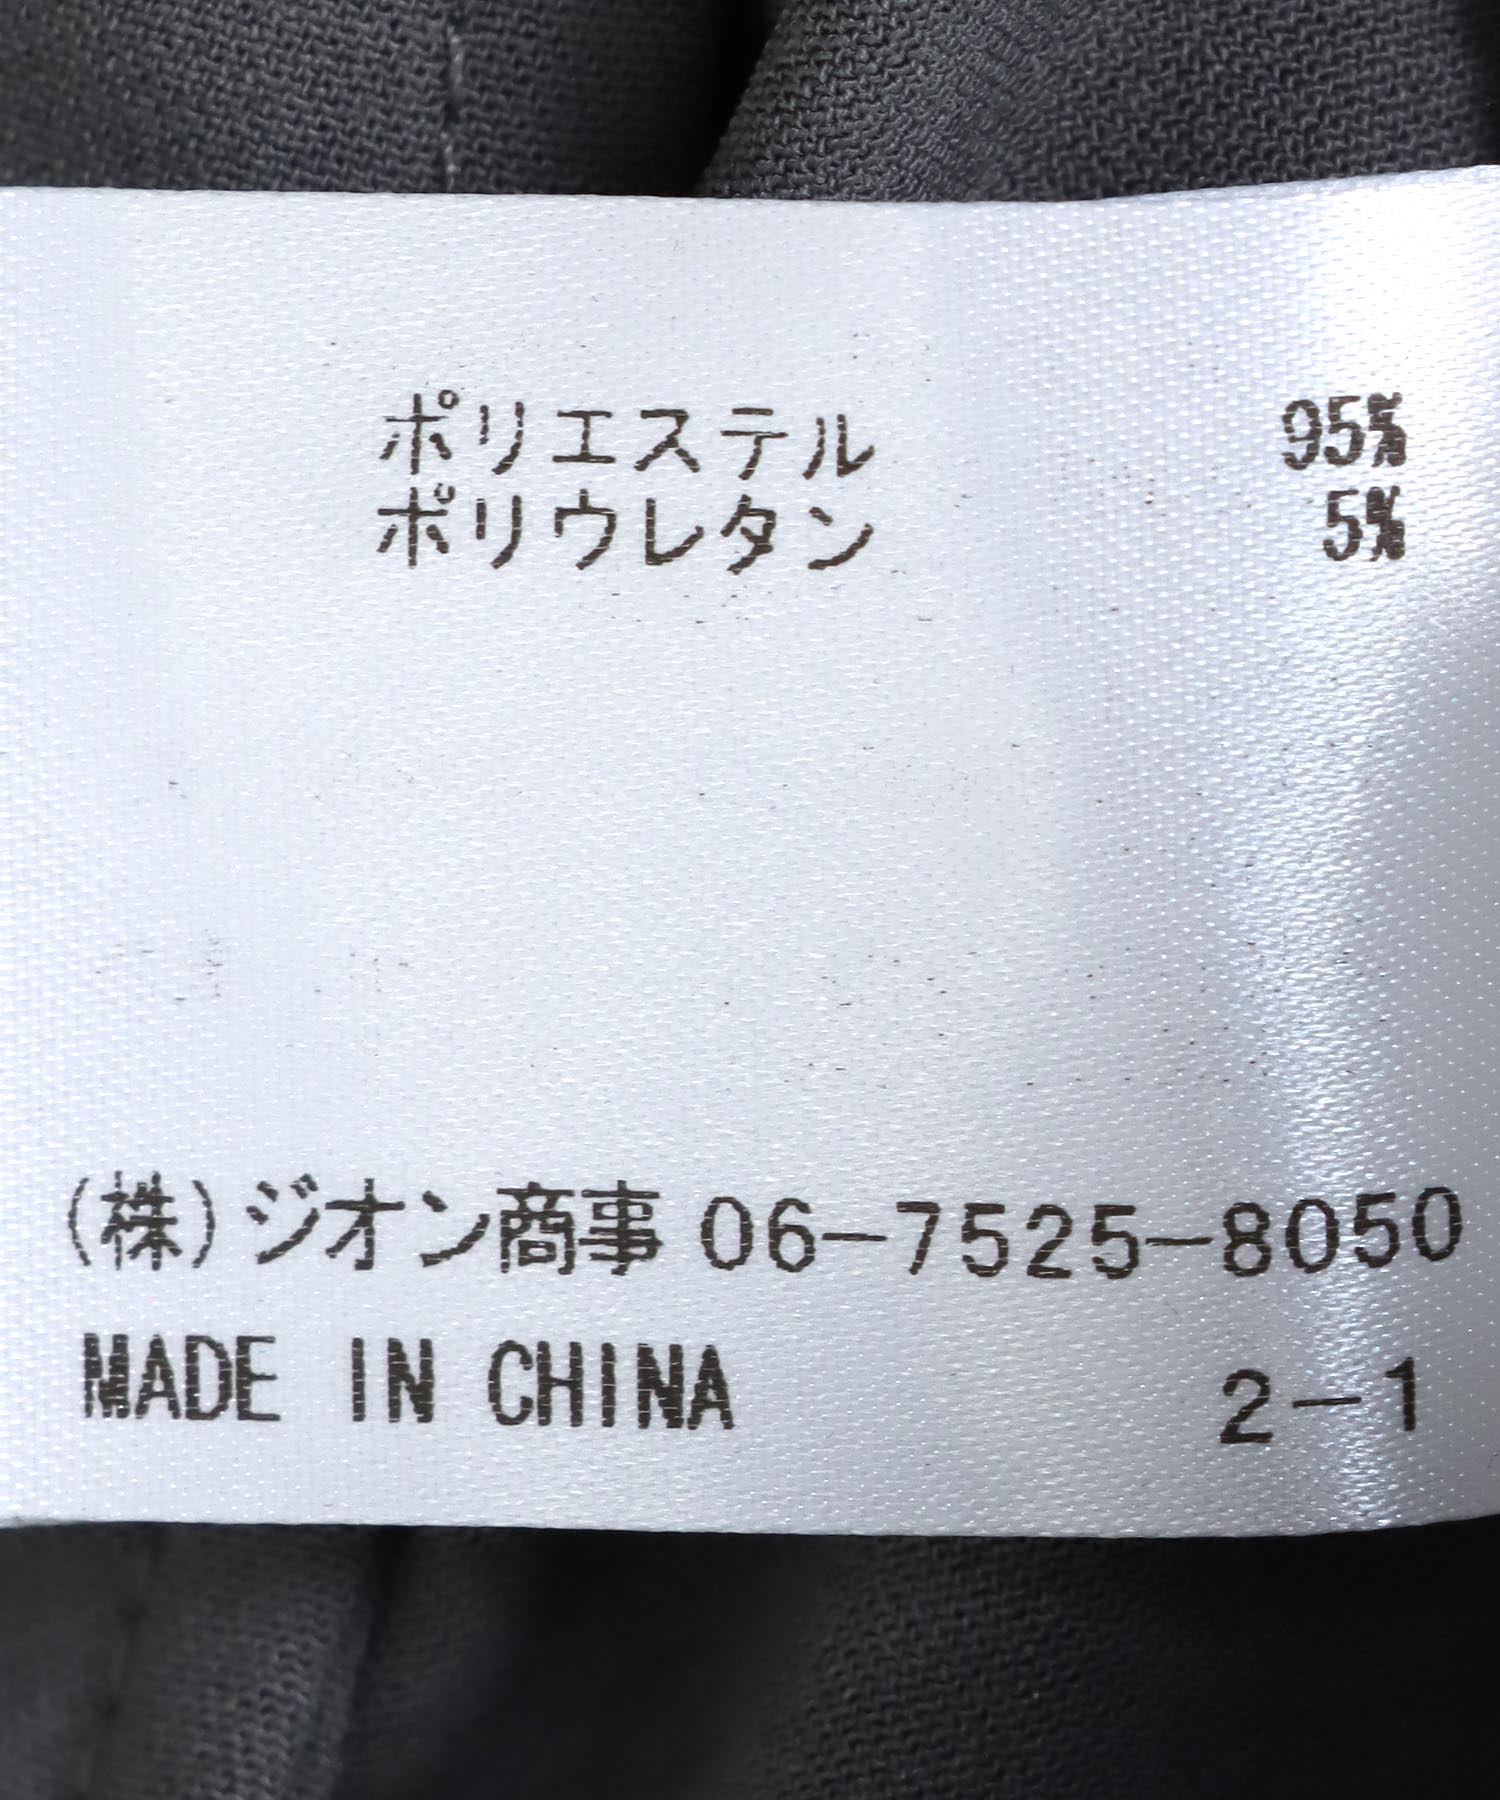 ポリエステル 95%
ポリウレタン 5%
(株)ジオン商事 06-7525-8050
MADE IN CHINA 2-1